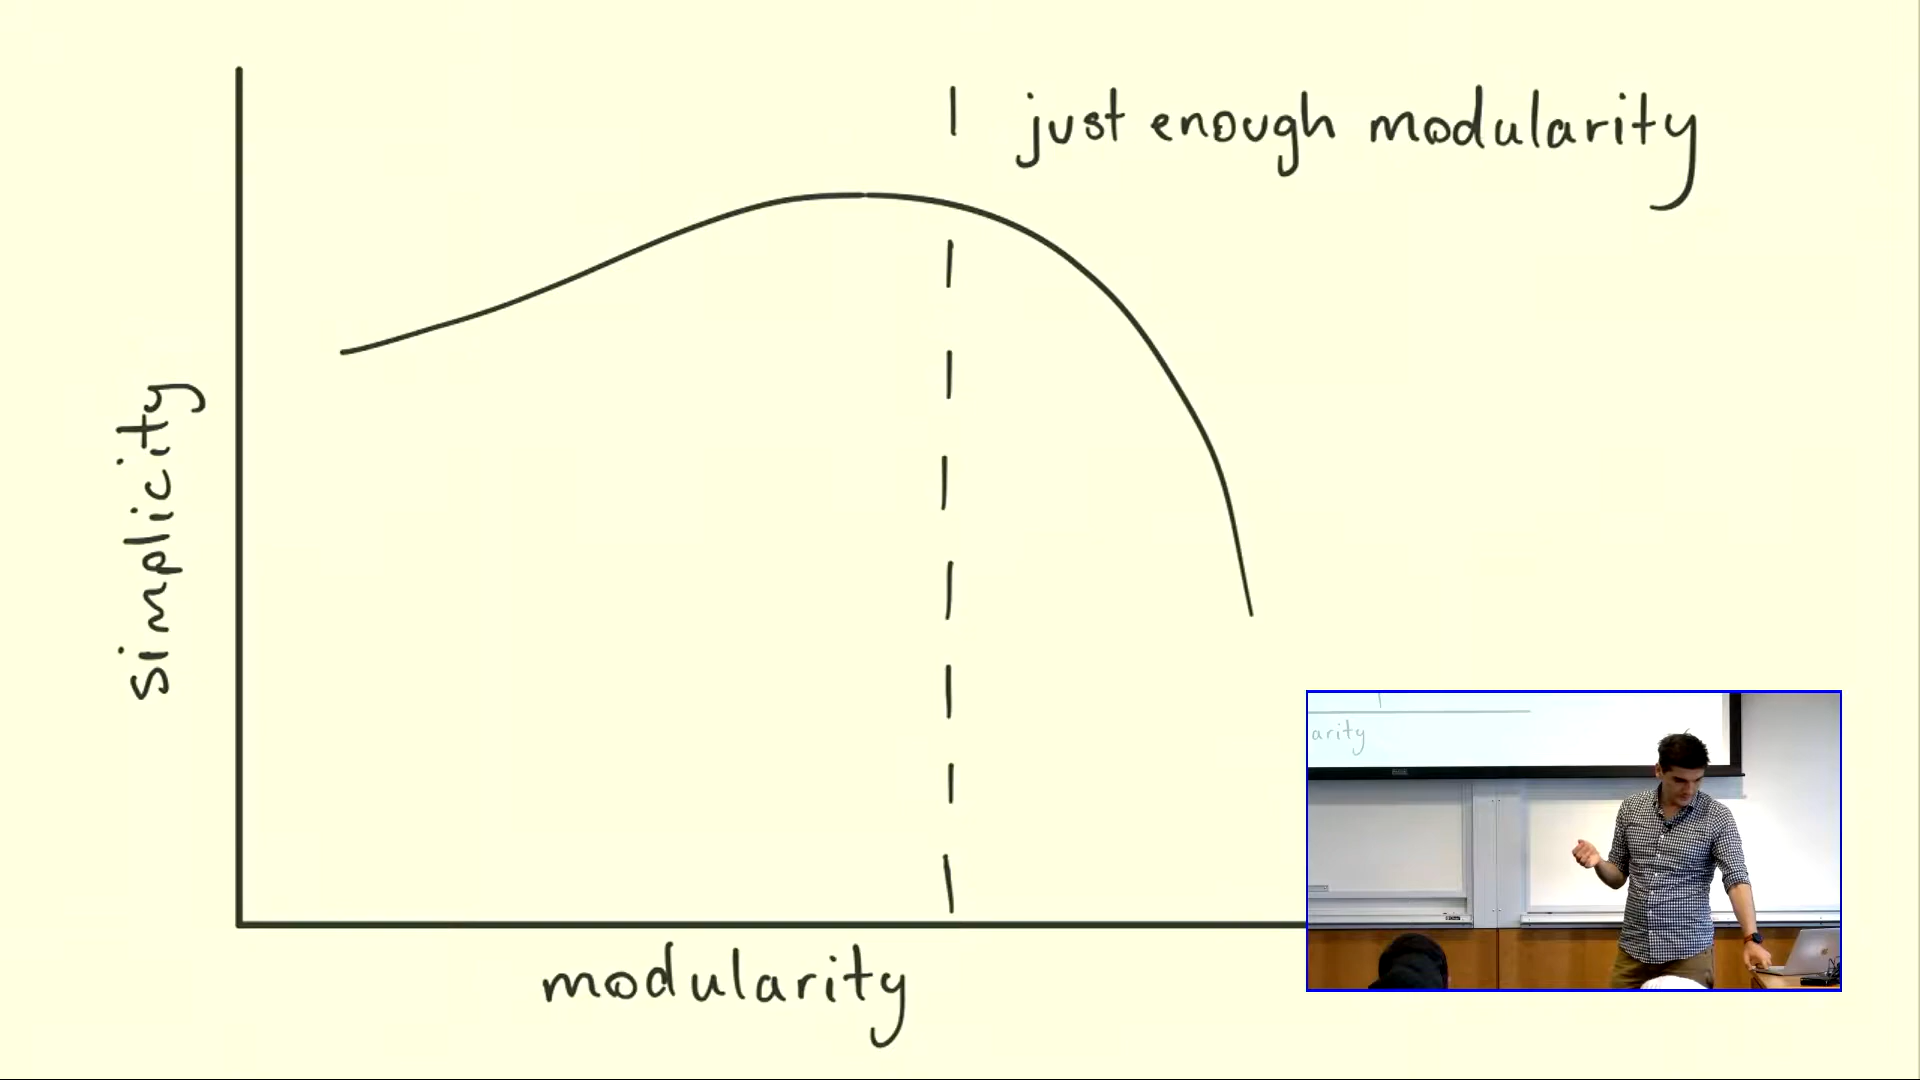 just enough modularity
simplicity
modularity
arity